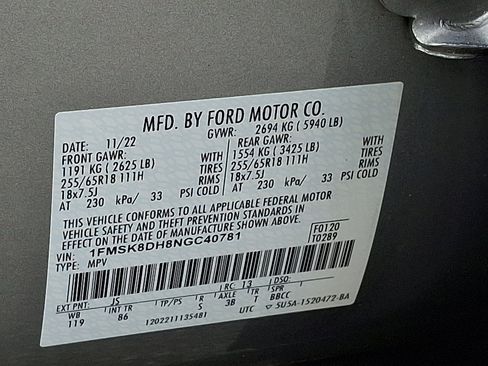 MFD. BY FORD MOTOR CO.
DATE: 11/22 GVWR: 2694 KG ( 5940 LB)
FRONT GAWR: WITH REAR GAWR: WITH
1191 KG ( 2625 LB) TIRES 1554 KG ( 3425 LB) TIRES
255/65R18 111H RIMS 255/65R18 111H RIMS
18x7.5J 18x7.5J
AT 230 kPa/ 33 PSI COLD AT 230 kPa/ 33 PSI COLD
THIS VEHICLE CONFORMS TO ALL APPLICABLE FEDERAL MOTOR
VEHICLE SAFETY AND THEFT PREVENTION STANDARDS IN
EFFECT ON THE DATE OF MANUFACTURE SHOWN ABOVE.
VIN: 1FMSK8DH8NGC40781 F0120
TYPE: MPV T0289
EXT PNT: JS RC: 13 DSO:
WB INT TR TP/PS R AXLE TR SPR
119 86 S 3B T BBCC
1202211135481 UTC 5U5A-1520472-BA